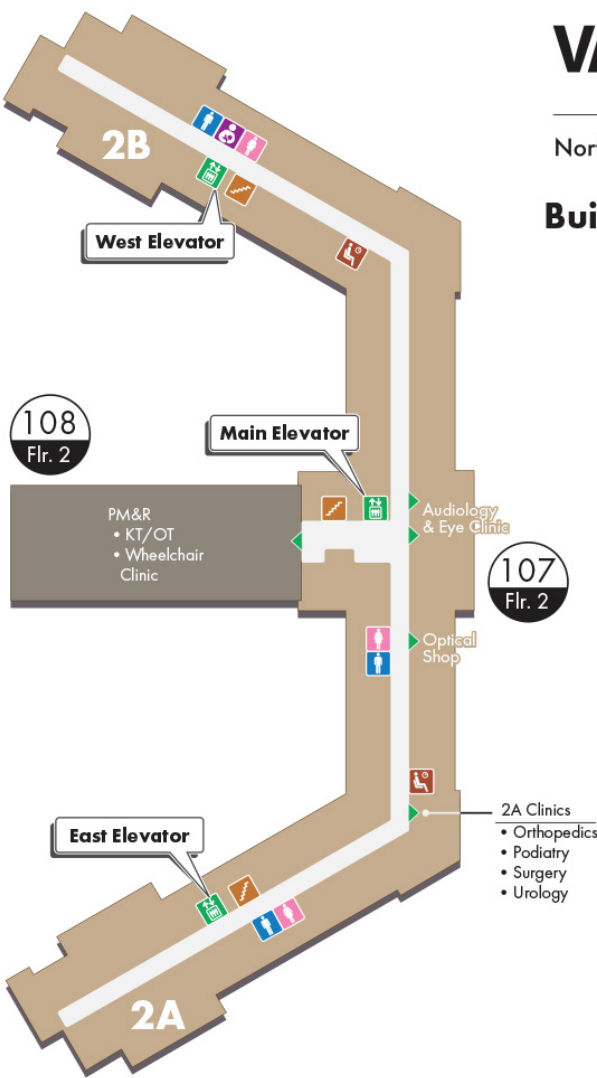 2B
West Elevator
108
Flr. 2
Main Elevator
PM&R
• KT/OT
• Wheelchair
Clinic
Audiology
& Eye Clinic
107
Flr. 2
Optical
Shop
2A Clinics
• Orthopedics
• Podiatry
• Surgery
• Urology
East Elevator
2A